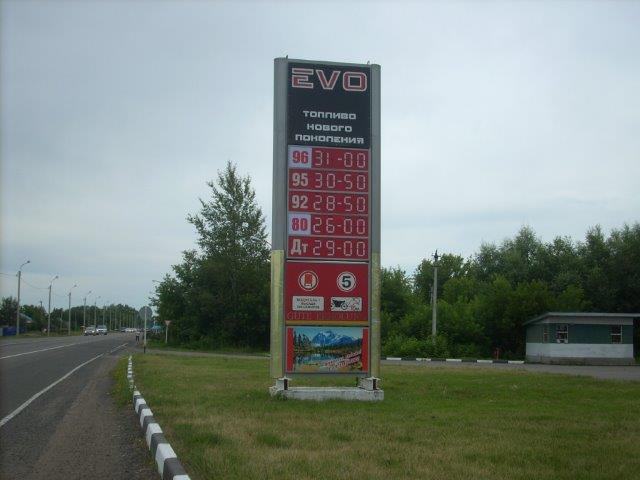 EVO
ТОПЛИВО
НОВОГО
ПОКОЛЕНИЯ
96 31-00
95 30-50
92 28-50
80 26-00
Дт 29-00
5